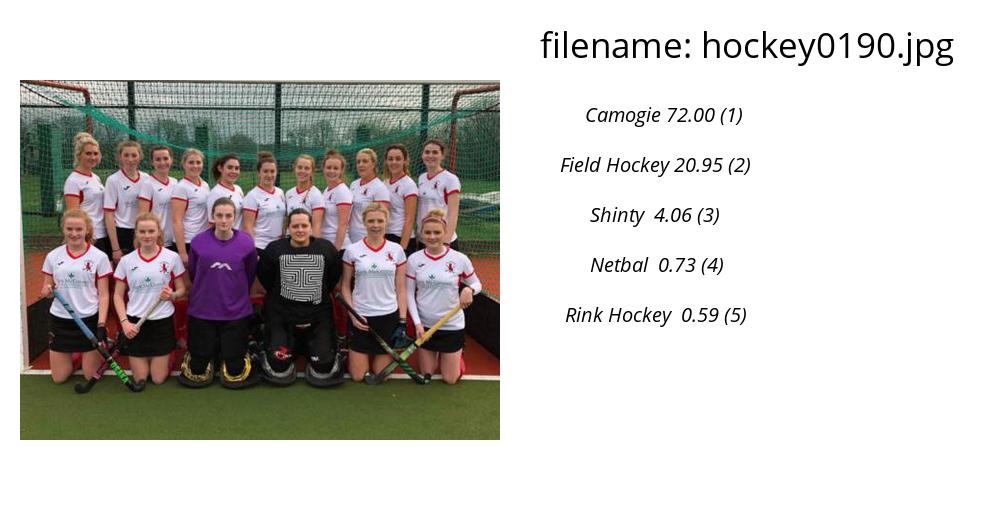 filename: hockey0190.jpg
Camogie 72.00 (1)
Field Hockey 20.95 (2)
Shinty 4.06 (3)
Netbal 0.73 (4)
Rink Hockey 0.59 (5)